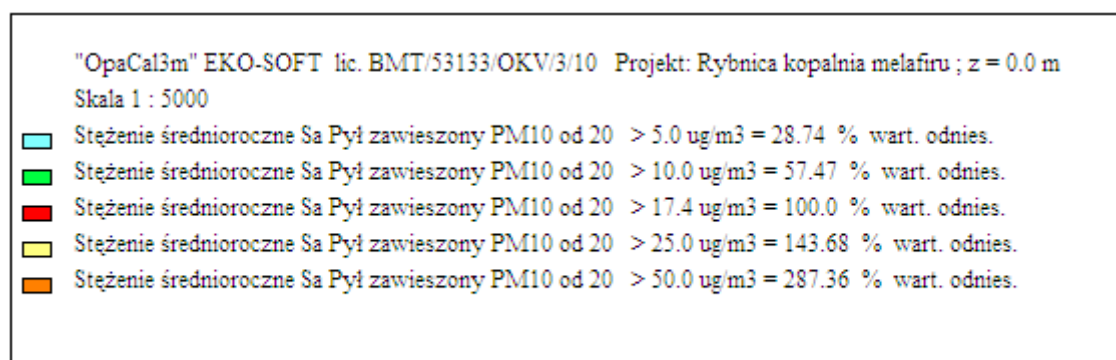 "OpaCal3m" EKO-SOFT lic. BMT/53133/OKV/3/10 Projekt: Rybnica kopalnia melafiru ; z = 0.0 m
Skala 1 : 5000
Stężenie średnioroczne Sa Pył zawieszony PM10 od 20 > 5.0 ug/m3 = 28.74 % wart. odnies.
Stężenie średnioroczne Sa Pył zawieszony PM10 od 20 > 10.0 ug/m3 = 57.47 % wart. odnies.
Stężenie średnioroczne Sa Pył zawieszony PM10 od 20 > 17.4 ug/m3 = 100.0 % wart. odnies.
Stężenie średnioroczne Sa Pył zawieszony PM10 od 20 > 25.0 ug/m3 = 143.68 % wart. odnies.
Stężenie średnioroczne Sa Pył zawieszony PM10 od 20 > 50.0 ug/m3 = 287.36 % wart. odnies.